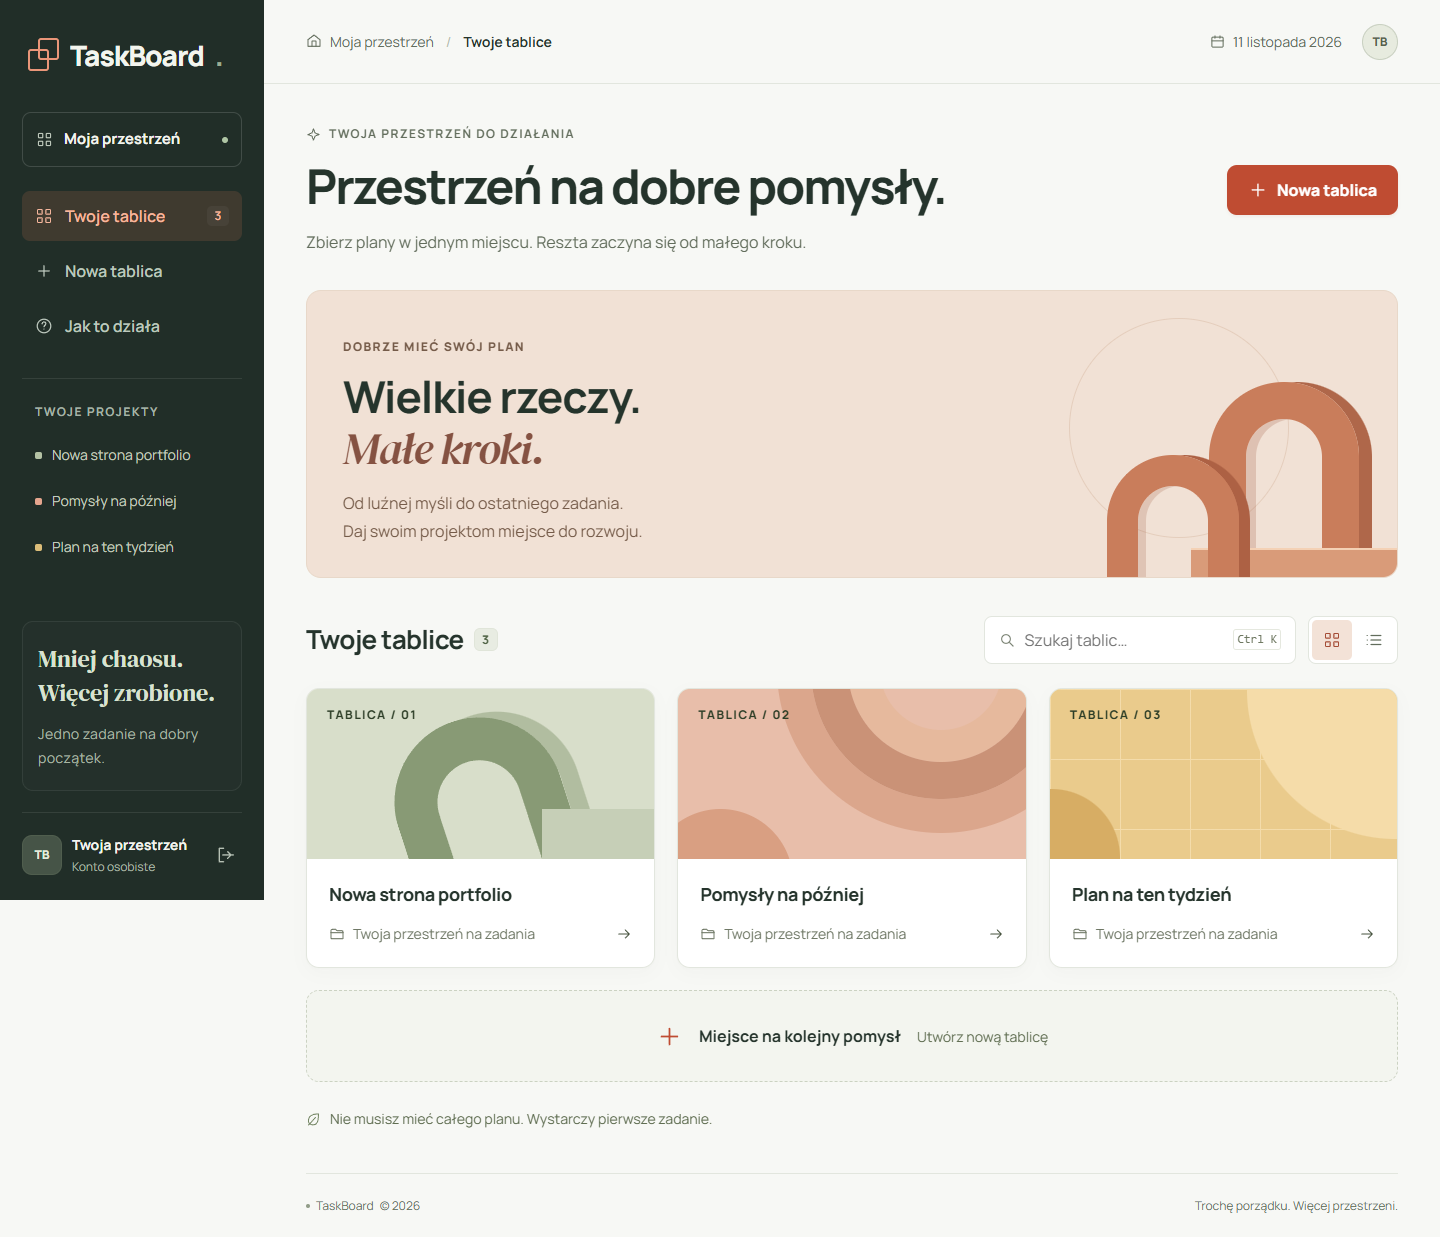 TaskBoard .
Moja przestrzeń
Twoje tablice 3
Nowa tablica
Jak to działa
TWOJE PROJEKTY
Nowa strona portfolio
Pomysły na później
Plan na ten tydzień
Mniej chaosu.
Więcej zrobione.
Jedno zadanie na dobry
początek.
TB
Twoja przestrzeń
Konto osobiste
Moja przestrzeń / Twoje tablice
11 listopada 2026
TB
TWOJA PRZESTRZEŃ DO DZIAŁANIA
Przestrzeń na dobre pomysły.
Nowa tablica
Zbierz plany w jednym miejscu. Reszta zaczyna się od małego kroku.
DOBRZE MIEĆ SWÓJ PLAN
Wielkie rzeczy.
Małe kroki.
Od luźnej myśli do ostatniego zadania.
Daj swoim projektom miejsce do rozwoju.
Twoje tablice 3
Szukaj tablic...
Ctrl K
TABLICA / 01
Nowa strona portfolio
Twoja przestrzeń na zadania
TABLICA / 02
Pomysły na później
Twoja przestrzeń na zadania
TABLICA / 03
Plan na ten tydzień
Twoja przestrzeń na zadania
Miejsce na kolejny pomysł Utwórz nową tablicę
Nie musisz mieć całego planu. Wystarczy pierwsze zadanie.
TaskBoard © 2026
Trochę porządku. Więcej przestrzeni.